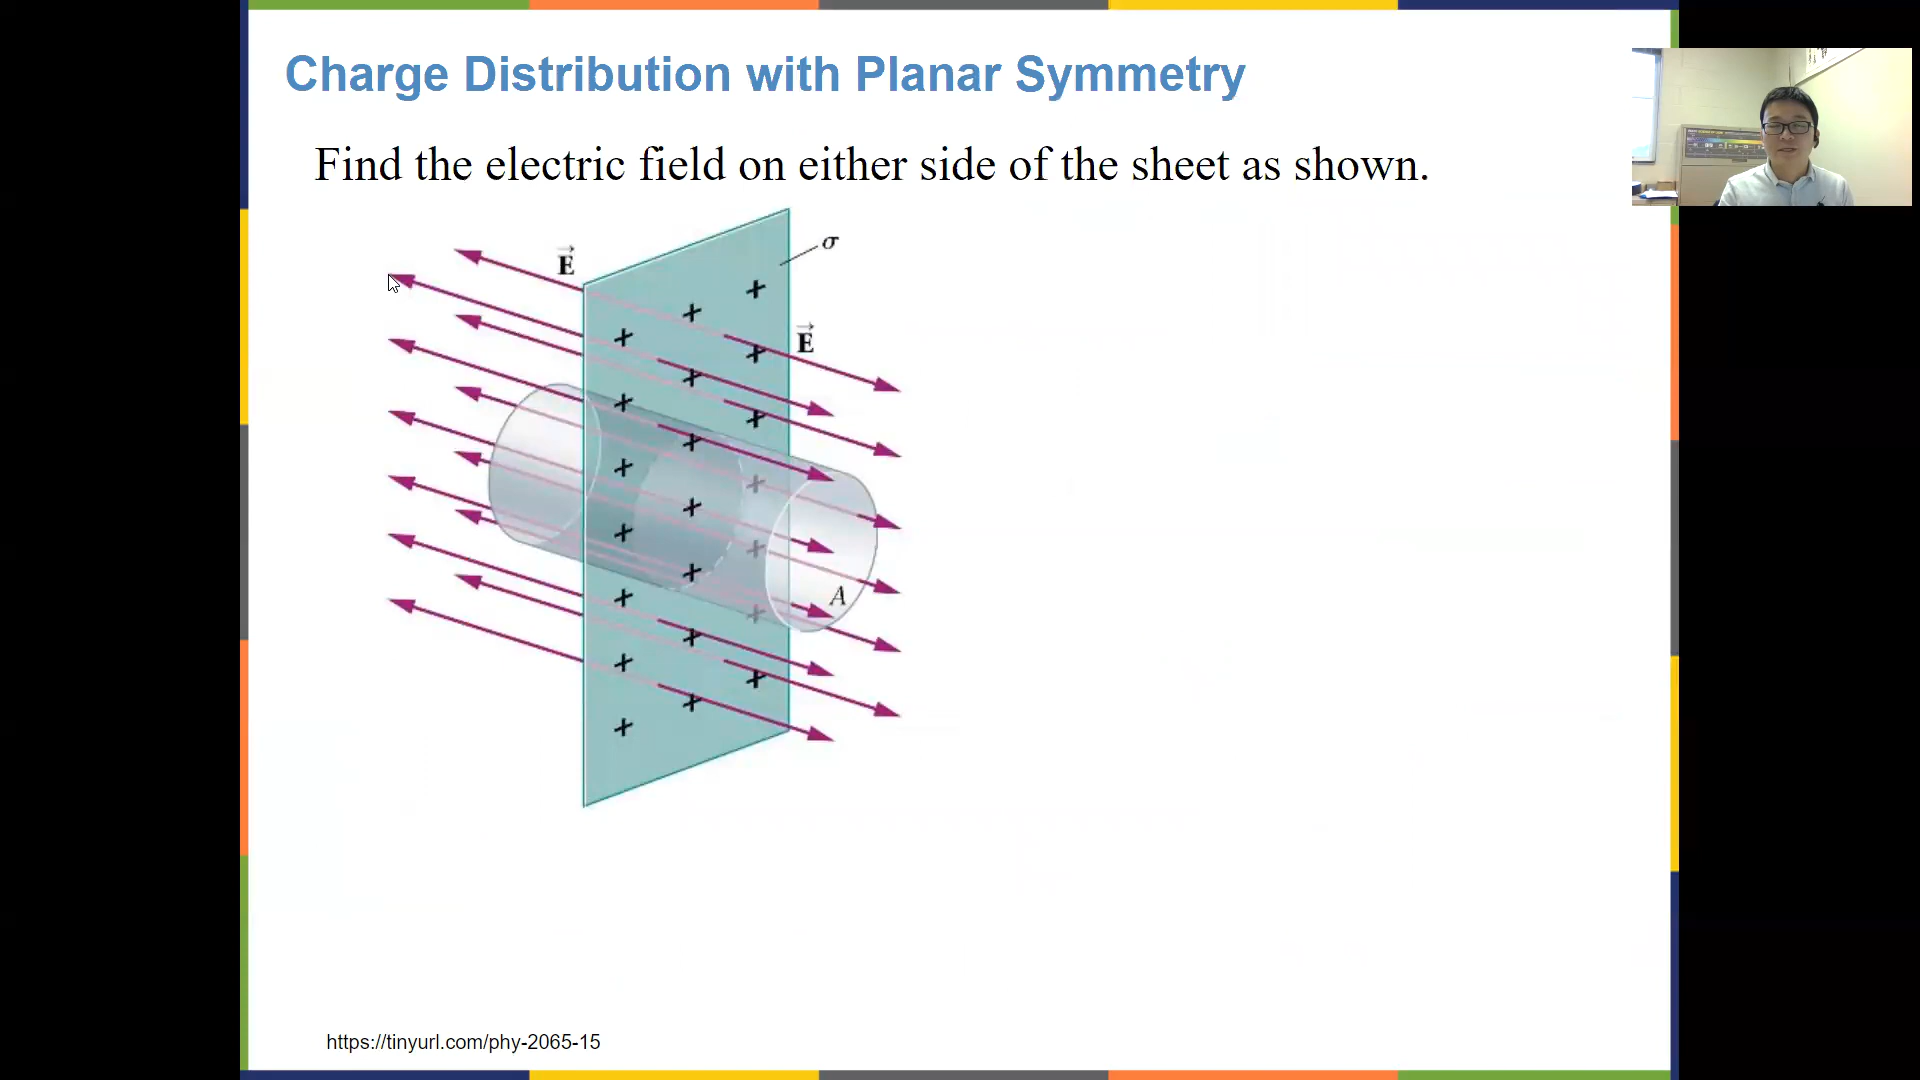 Charge Distribution with Planar Symmetry
Find the electric field on either side of the sheet as shown.
σ
E
E
A
https://tinyurl.com/phy-2065-15